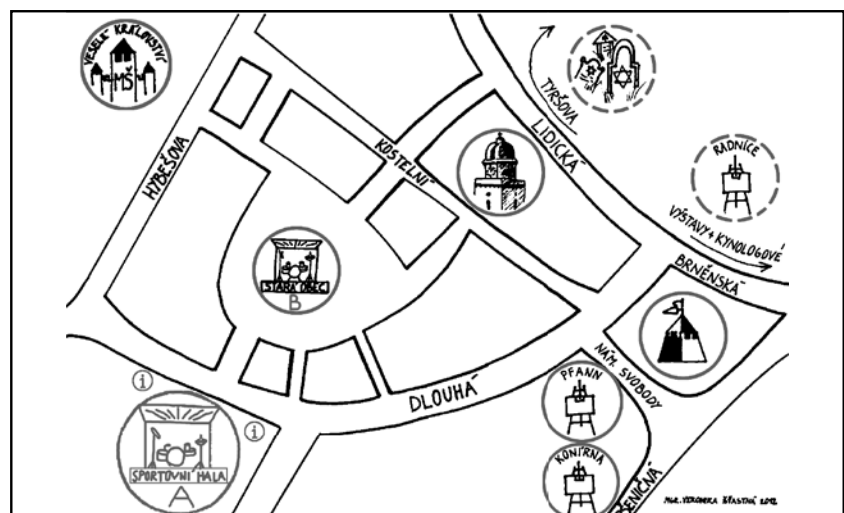 VESELÉ KRÁLOVSTVÍ
MŠ
TYRŠOVA
LIDICKÁ
RADNICE
KOSTELNÍ
HYBEŠOVA
i
VÝSTAVY + KYNOLOGOVÉ
BRNĚNSKÁ
STARÁ OBEC
B
NÁM. SVOBODY
PFANN
DLOUHÁ
i
i
KONÍRNA
SPORTOVNÍ HALA
A
MGR. VERONIKA ŠŤASTNÁ 2012